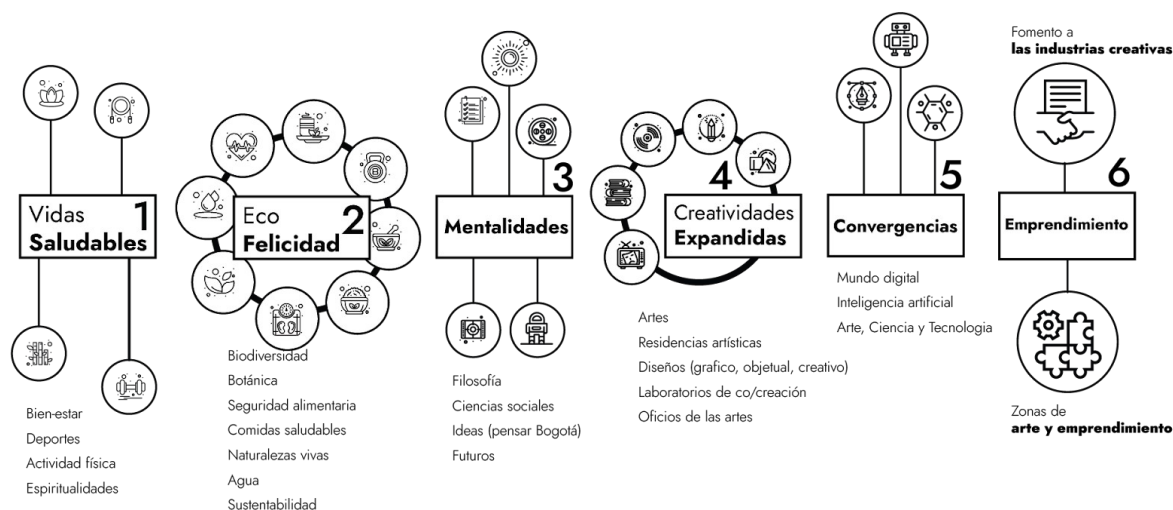 Vidas
Saludables
1
Bien-estar
Deportes
Actividad física
Espiritualidades
Eco
Felicidad
2
Biodiversidad
Botánica
Seguridad alimentaria
Comidas saludables
Naturalezas vivas
Agua
Sustentabilidad
3
Mentalidades
Filosofía
Ciencias sociales
Ideas (pensar Bogotá)
Futuros
4
Creatividades
Expandidas
Artes
Residencias artísticas
Diseños (grafico, objetual, creativo)
Laboratorios de co/creación
Oficios de las artes
5
Convergencias
Mundo digital
Inteligencia artificial
Arte, Ciencia y Tecnologia
Fomento a
las industrias creativas
6
Emprendimiento
Zonas de
arte y emprendimiento